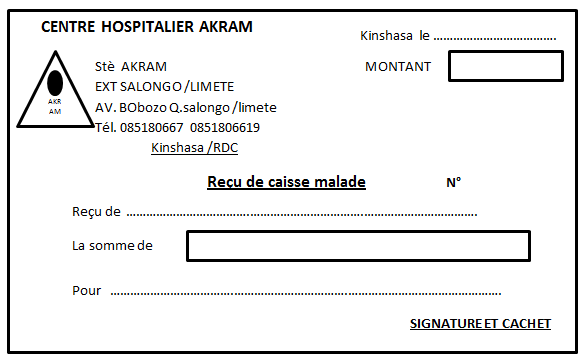 CENTRE HOSPITALIER AKRAM
Kinshasa le ……………………………
Stè AKRAM
MONTANT
EXT SALONGO /LIMETE
AKR
AM
AV. BObozo Q.salongo /limete
Tél. 085180667 0851806619
Kinshasa /RDC
Reçu de caisse malade
N°
Reçu de ……………………………………………………………………………
La somme de
Pour ………………………………………………………………………………………
SIGNATURE ET CACHET